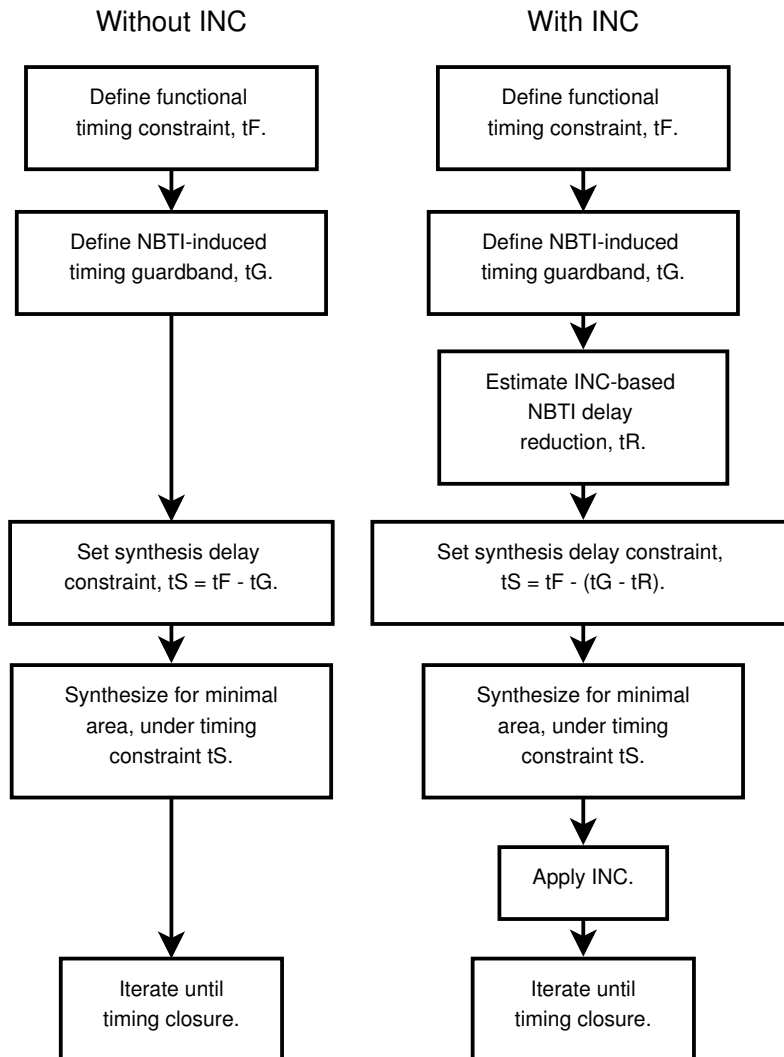 Without INC
Define functional
timing constraint, tF.
Define NBTI-induced
timing guardband, tG.
Set synthesis delay
constraint, tS = tF - tG.
Synthesize for minimal
area, under timing
constraint tS.
Iterate until
timing closure.
With INC
Define functional
timing constraint, tF.
Define NBTI-induced
timing guardband, tG.
Estimate INC-based
NBTI delay
reduction, tR.
Set synthesis delay constraint,
tS = tF - (tG - tR).
Synthesize for minimal
area, under timing
constraint tS.
Apply INC.
Iterate until
timing closure.